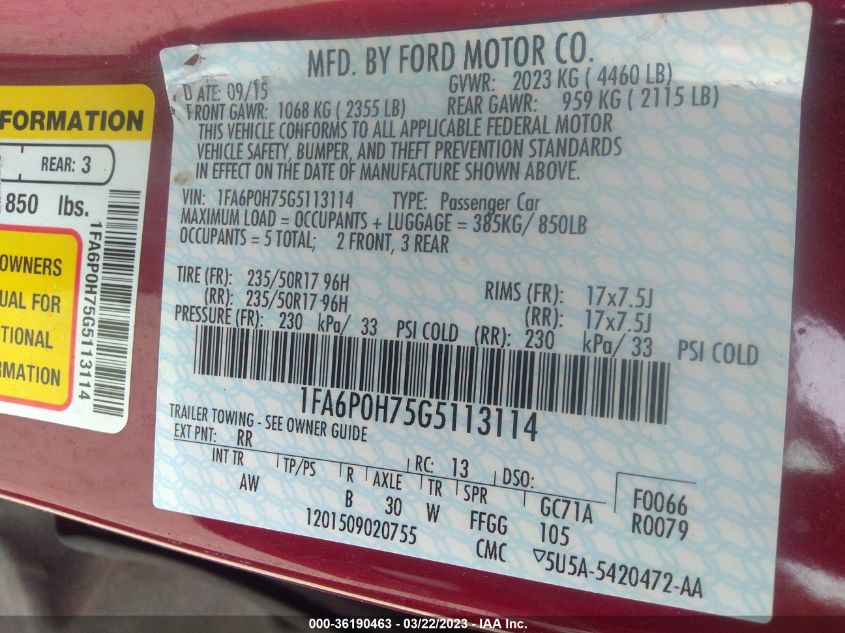 FORMATION
REAR: 3
850 lbs.
OWNERS
UAL FOR
TIONAL
RMATION
1FA6P0H75G5113114
MFD. BY FORD MOTOR CO.
DATE: 09/15 GVWR: 2023 KG ( 4460 LB)
FRONT GAWR: 1068 KG ( 2355 LB) REAR GAWR: 959 KG ( 2115 LB)
THIS VEHICLE CONFORMS TO ALL APPLICABLE FEDERAL MOTOR
VEHICLE SAFETY, BUMPER, AND THEFT PREVENTION STANDARDS
IN EFFECT ON THE DATE OF MANUFACTURE SHOWN ABOVE.
VIN: 1FA6P0H75G5113114 TYPE: Passenger Car
MAXIMUM LOAD = OCCUPANTS + LUGGAGE = 385KG/ 850LB
OCCUPANTS = 5 TOTAL; 2 FRONT, 3 REAR
TIRE (FR): 235/50R17 96H RIMS (FR): 17x7.5J
(RR): 235/50R17 96H (RR): 17x7.5J
PRESSURE (FR): 230 kPa/ 33 PSI COLD (RR): 230 kPa/ 33 PSI COLD
1FA6P0H75G5113114
TRAILER TOWING - SEE OWNER GUIDE
EXT PNT: RR RC: 13 DSO:
INT TR TP/PS R AXLE TR SPR GC71A F0066
AW B 30 W FFGG 105 R0079
1201509020755 CMC ▽5U5A-5420472-AA
000-36190463 - 03/22/2023 - IAA Inc.